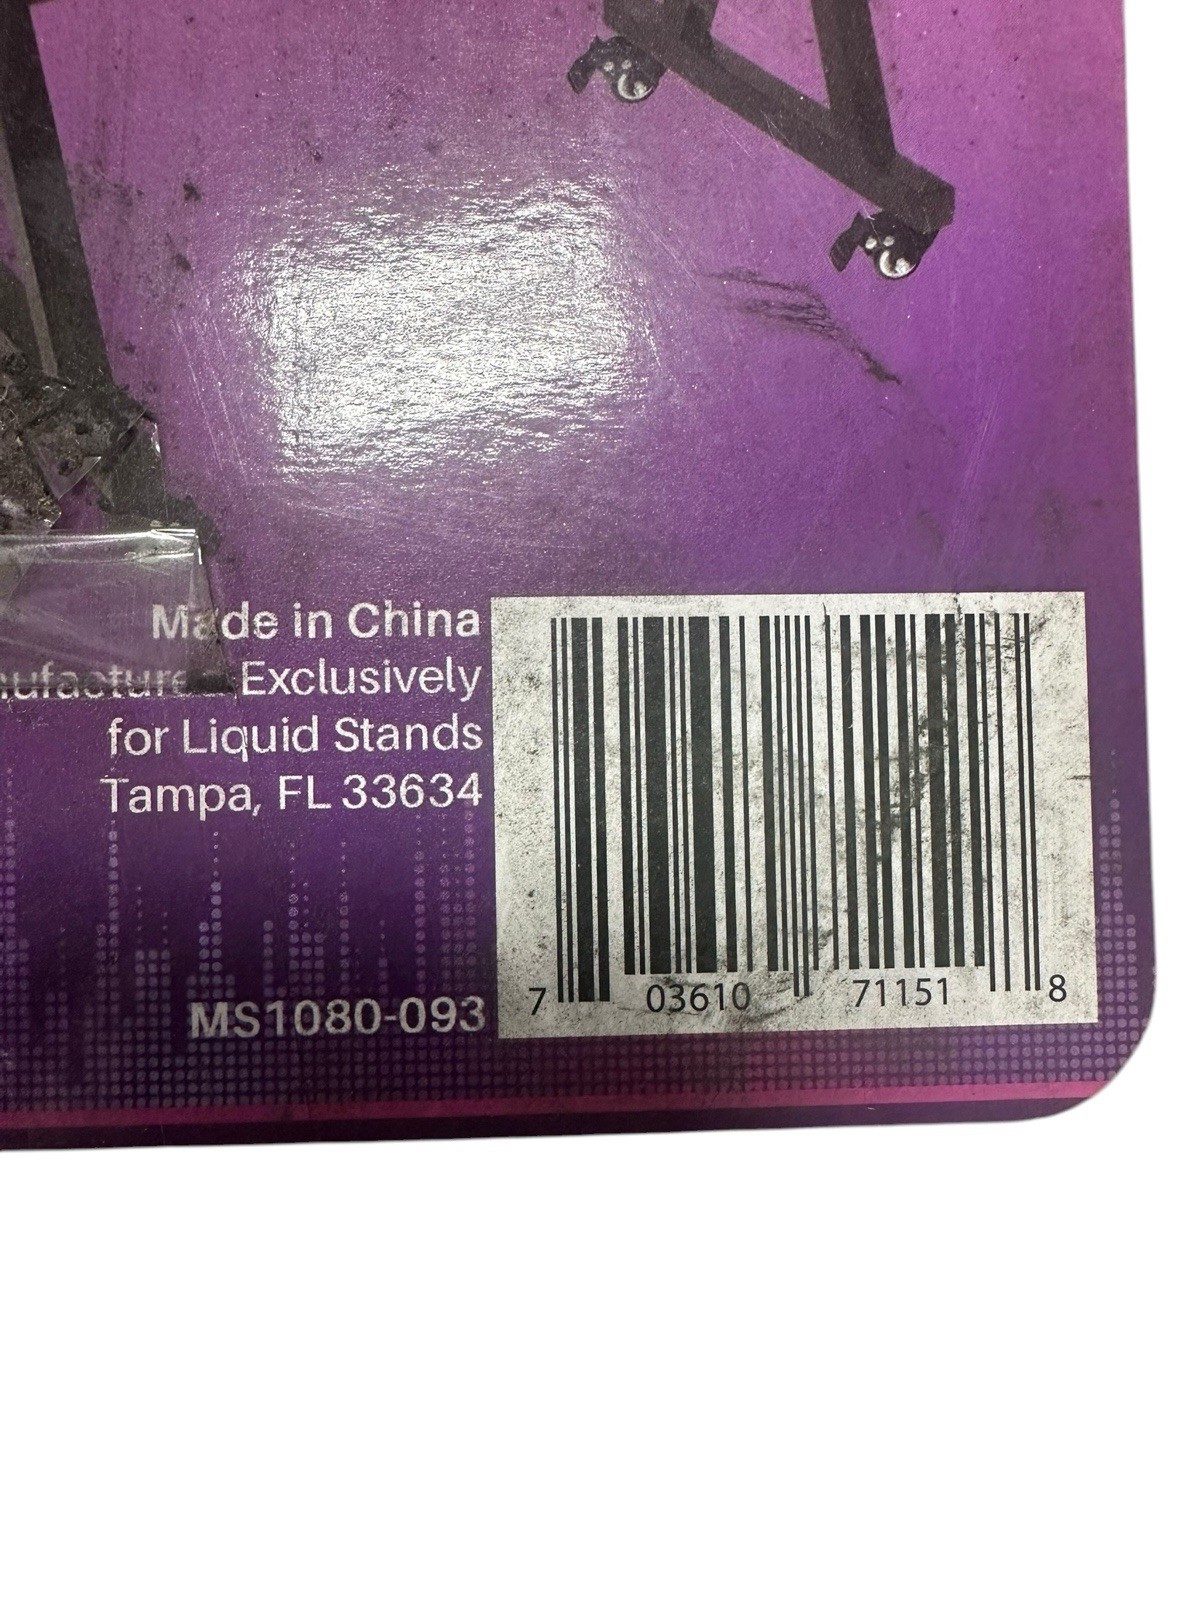 Made in China
Exclusively
for Liquid Stands
Tampa, FL 33634
MS1080-093
7 03610 71151 8